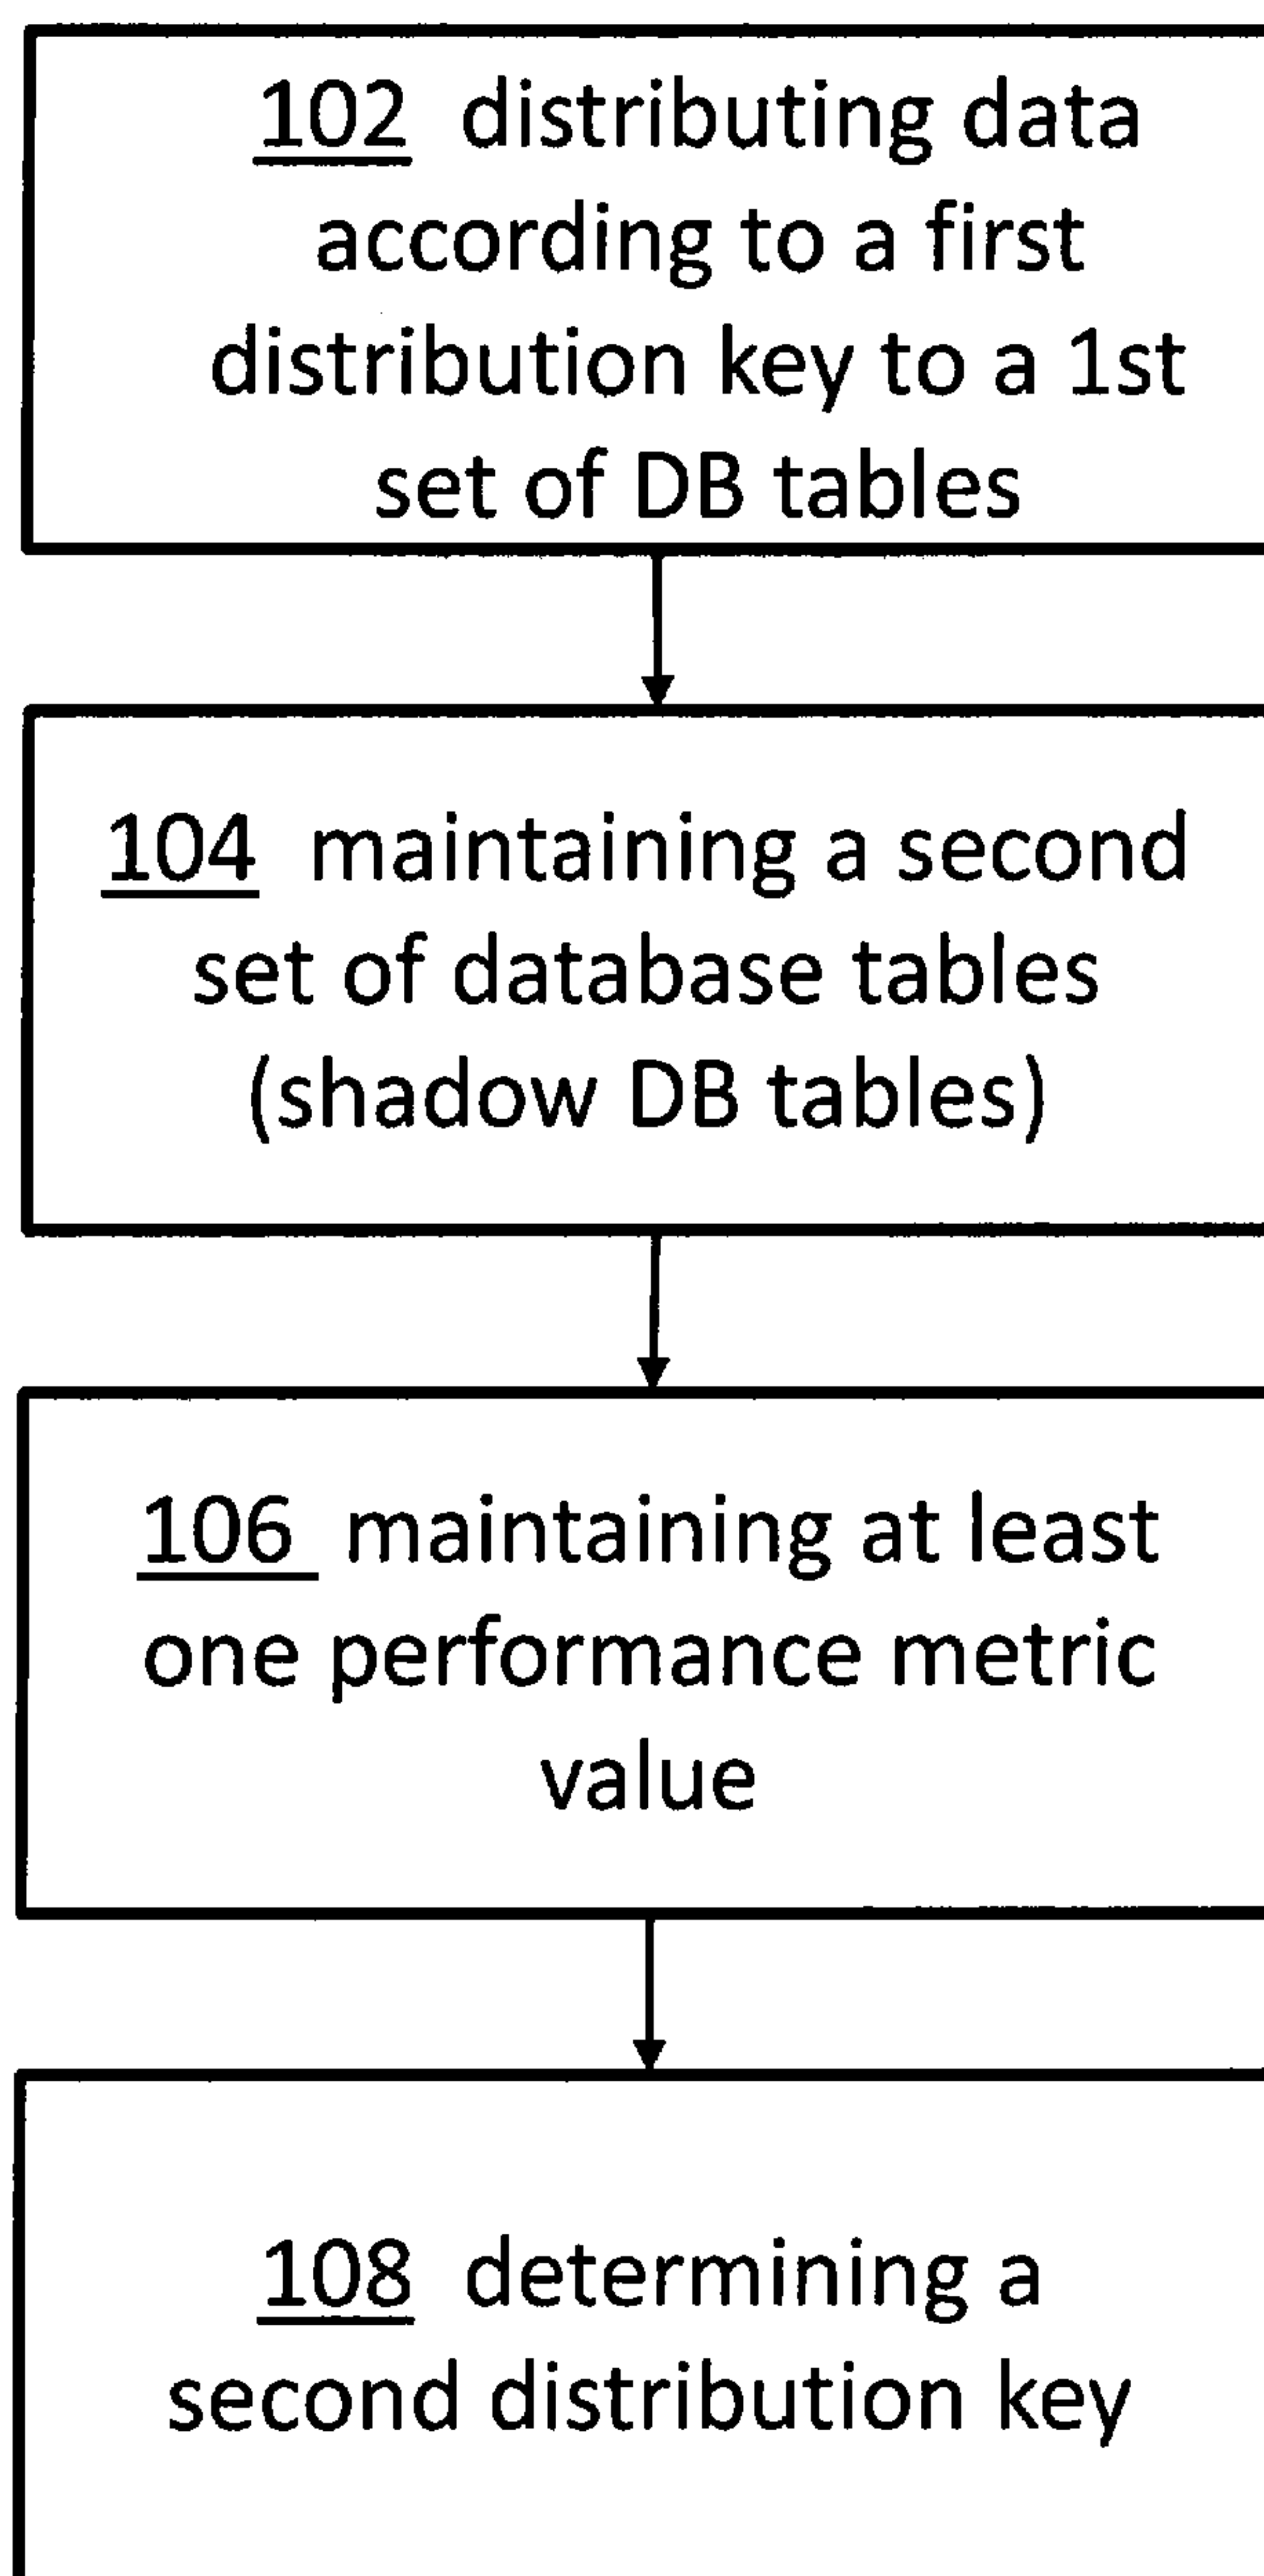 102 distributing data
according to a first
distribution key to a 1st
set of DB tables
104 maintaining a second
set of database tables
(shadow DB tables)
106 maintaining at least
one performance metric
value
108 determining a
second distribution key